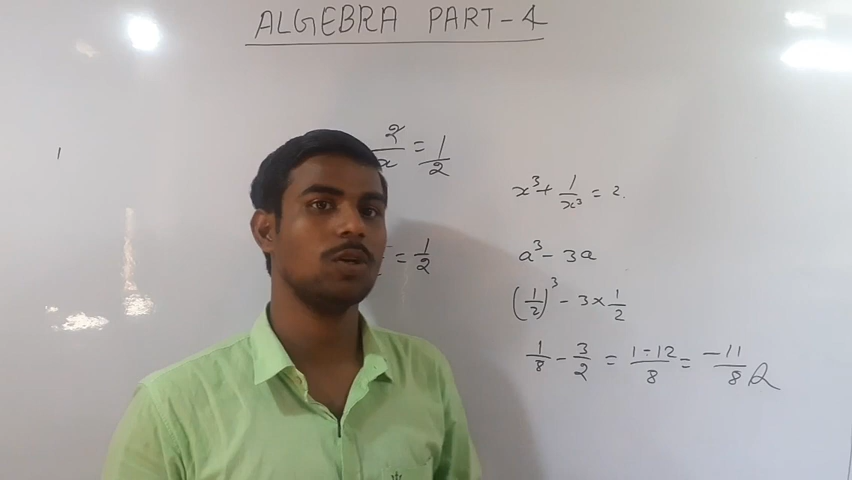 ALGEBRA PART-4
2/x = 1/2
= 1/2
x³ + 1/x³ = 2.
a³ - 3a
(1/2)³ - 3 × 1/2
1/8 - 3/2 = 1-12/8 = -11/8